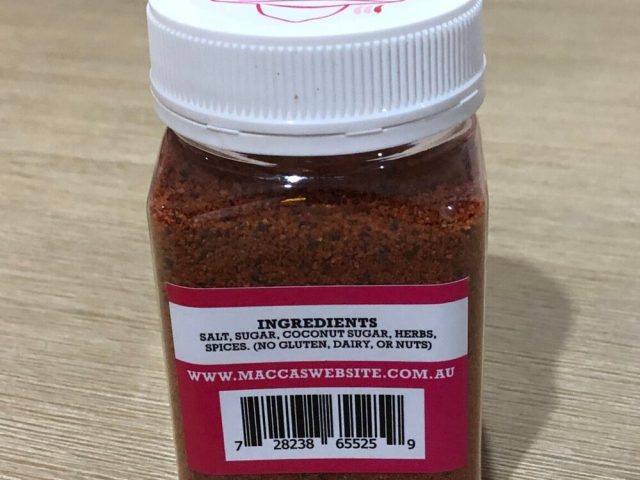 INGREDIENTS
SALT, SUGAR, COCONUT SUGAR, HERBS,
SPICES. (NO GLUTEN, DAIRY, OR NUTS)
WWW.MACCASWEBSITE.COM.AU
7 28238 65525 9